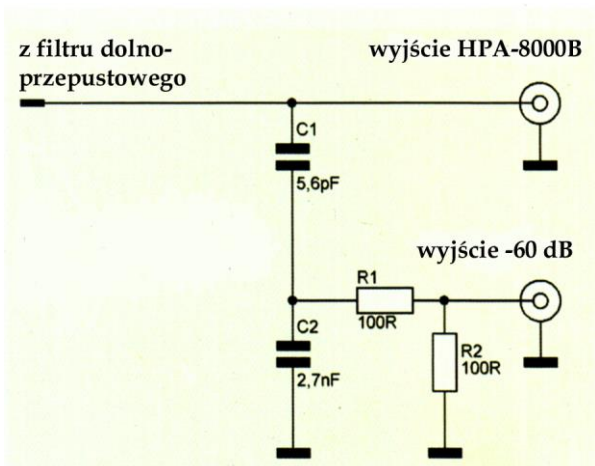 z filtru dolno-
przepustowego
wyjście HPA-8000B
C1
5,6pF
wyjście -60 dB
R1
100R
C2
2,7nF
R2
100R